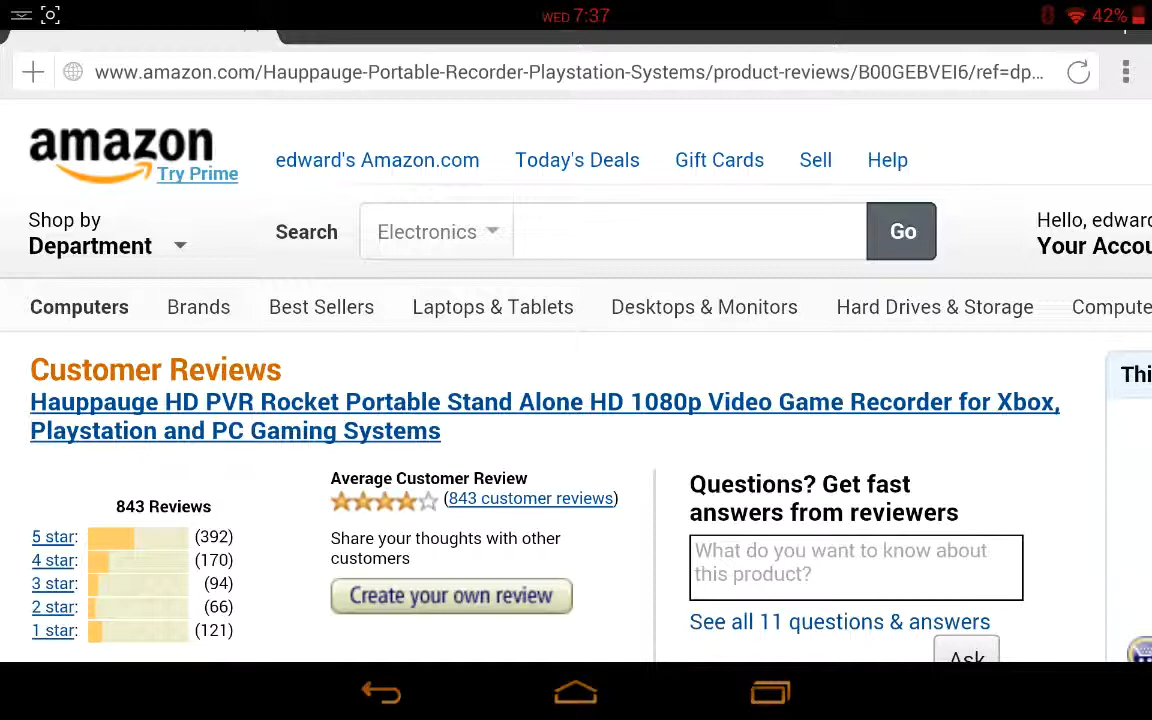 WED 7:37
42%
www.amazon.com/Hauppauge-Portable-Recorder-Playstation-Systems/product-reviews/B00GEBVEI6/ref=dp...
amazon
Try Prime
edward's Amazon.com Today's Deals Gift Cards Sell Help
Shop by
Department
Search Electronics Go
Hello, edward
Your Accou
Computers Brands Best Sellers Laptops & Tablets Desktops & Monitors Hard Drives & Storage Compute
Customer Reviews
Hauppauge HD PVR Rocket Portable Stand Alone HD 1080p Video Game Recorder for Xbox,
Playstation and PC Gaming Systems
Thi
843 Reviews
5 star: (392)
4 star: (170)
3 star: (94)
2 star: (66)
1 star: (121)
Average Customer Review
(843 customer reviews)
Share your thoughts with other
customers
Create your own review
Questions? Get fast
answers from reviewers
What do you want to know about
this product?
See all 11 questions & answers
Ask